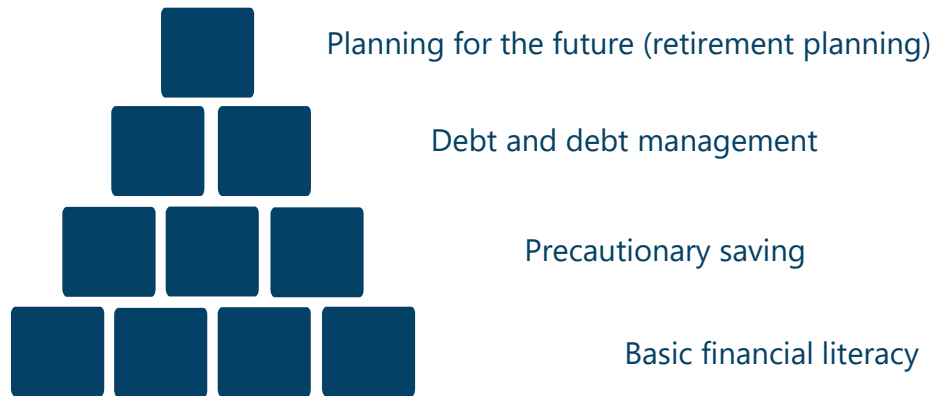 Planning for the future (retirement planning)
Debt and debt management
Precautionary saving
Basic financial literacy